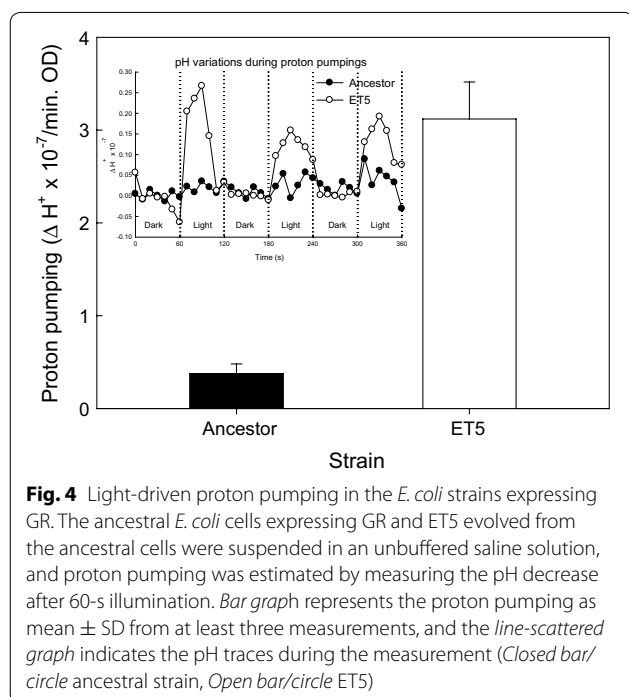 4
3
2
1
0
Proton pumping (Δ H⁺ x 10⁻⁷/min. OD)
pH variations during proton pumpings
0.30
0.25
0.20
0.15
0.10
0.05
0.00
-0.05
-0.10
Δ H⁺ x 10⁻⁷
Ancestor
ET5
Dark Light Dark Light Dark Light
0 60 120 180 240 300 360
Time (s)
Ancestor ET5
Strain
Fig. 4 Light-driven proton pumping in the E. coli strains expressing
GR. The ancestral E. coli cells expressing GR and ET5 evolved from
the ancestral cells were suspended in an unbuffered saline solution,
and proton pumping was estimated by measuring the pH decrease
after 60-s illumination. Bar graph represents the proton pumping as
mean ± SD from at least three measurements, and the line-scattered
graph indicates the pH traces during the measurement (Closed bar/
circle ancestral strain, Open bar/circle ET5)